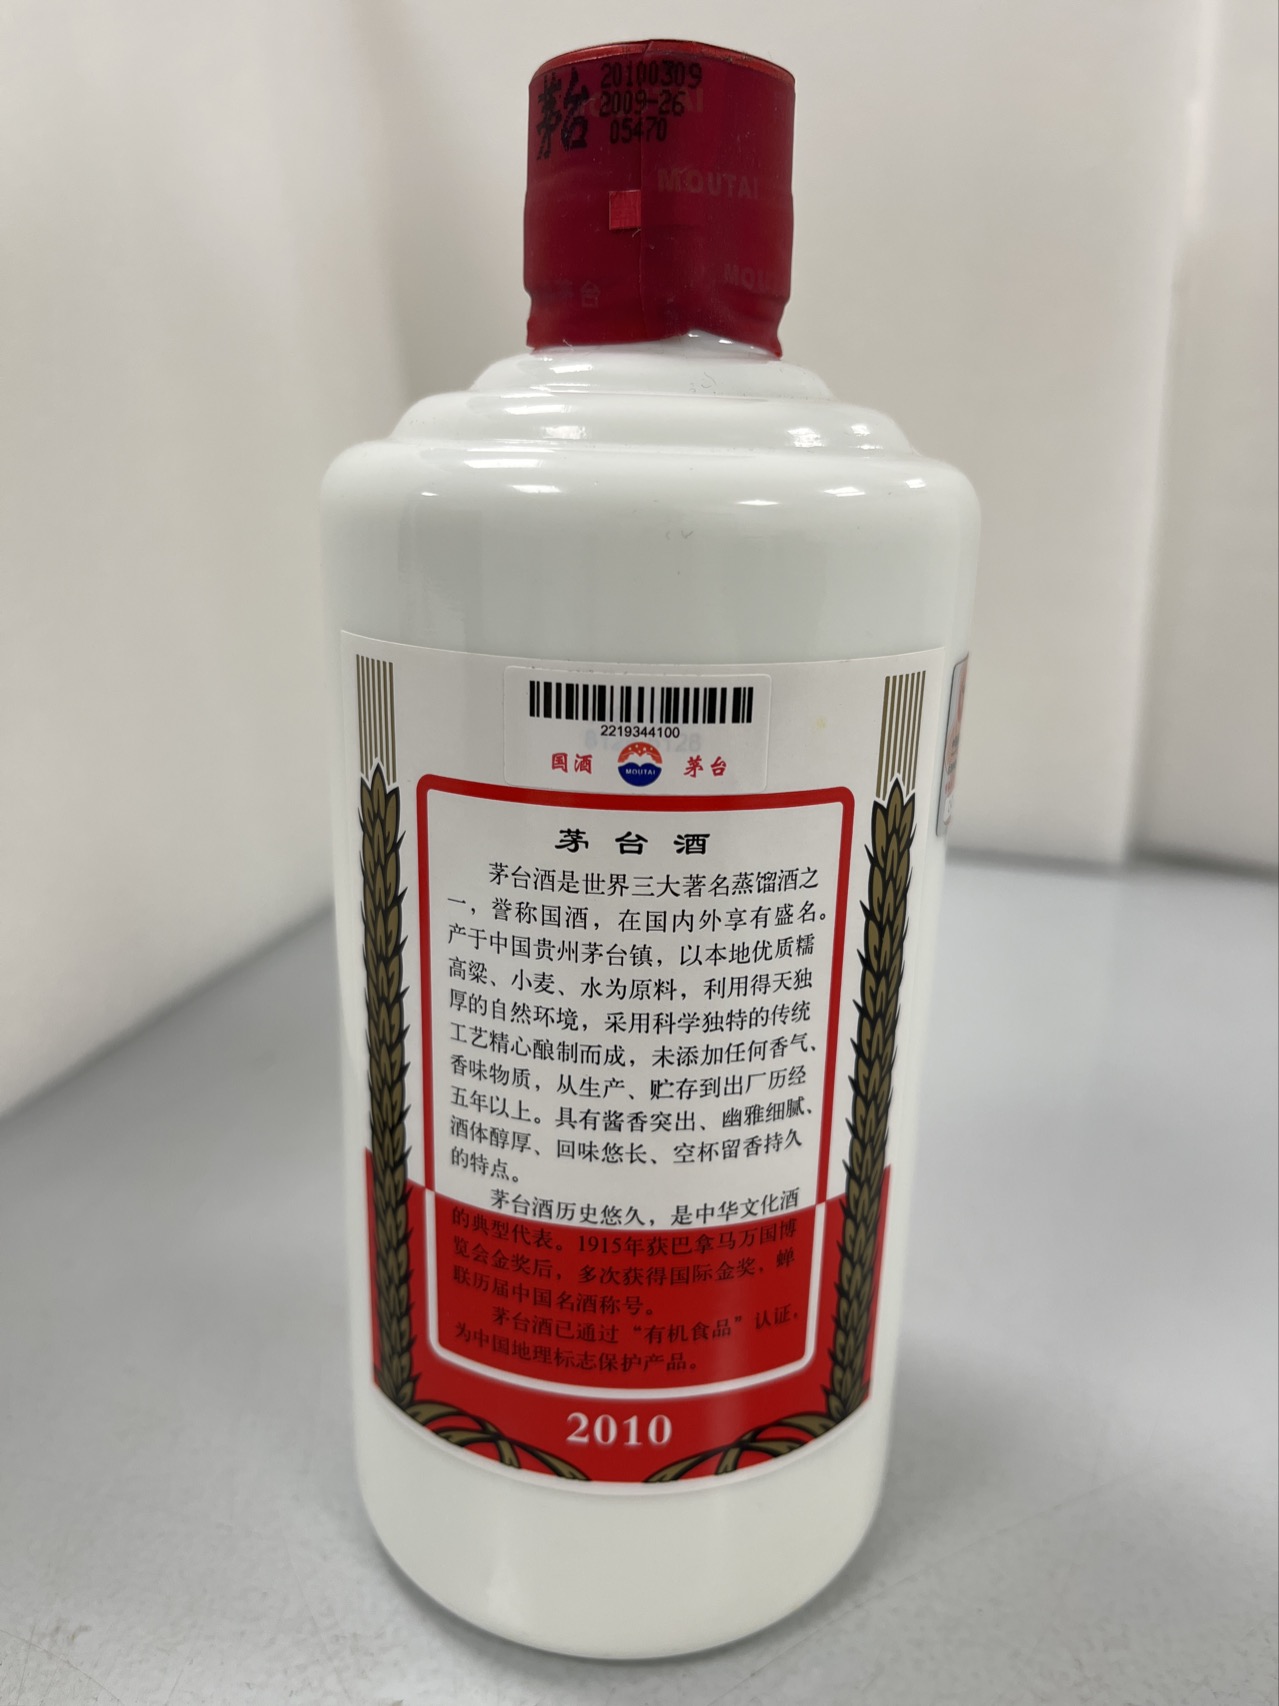 茅台
20100309
2009-26
05470
MOUTAI
MOU
台
2219344100
国酒
MOUTAI
茅台
茅台酒
茅台酒是世界三大著名蒸馏酒之
一，誉称国酒，在国内外享有盛名。
产于中国贵州茅台镇，以本地优质糯
高粱、小麦、水为原料，利用得天独
厚的自然环境，采用科学独特的传统
工艺精心酿制而成，未添加任何香气、
香味物质，从生产、贮存到出厂历经
五年以上。具有酱香突出、幽雅细腻、
酒体醇厚、回味悠长、空杯留香持久
的特点。
茅台酒历史悠久，是中华文化酒
的典型代表。1915年获巴拿马万国博
览会金奖后，多次获得国际金奖，蝉
联历届中国名酒称号。
茅台酒已通过“有机食品”认证，
为中国地理标志保护产品。
2010